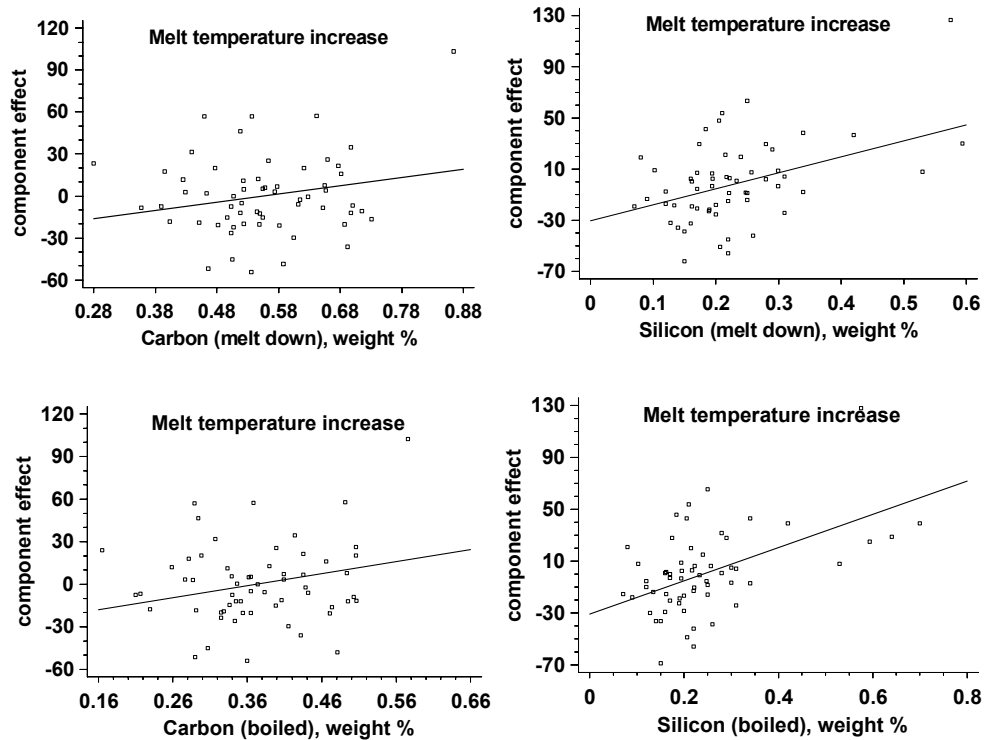 Melt temperature increase
component effect
120
90
60
30
0
-30
-60
0.28 0.38 0.48 0.58 0.68 0.78 0.88
Carbon (melt down), weight %
Melt temperature increase
component effect
130
90
50
10
-30
-70
0 0.1 0.2 0.3 0.4 0.5 0.6
Silicon (melt down), weight %
Melt temperature increase
component effect
120
90
60
30
0
-30
-60
0.16 0.26 0.36 0.46 0.56 0.66
Carbon (boiled), weight %
Melt temperature increase
component effect
130
90
50
10
-30
-70
0 0.2 0.4 0.6 0.8
Silicon (boiled), weight %